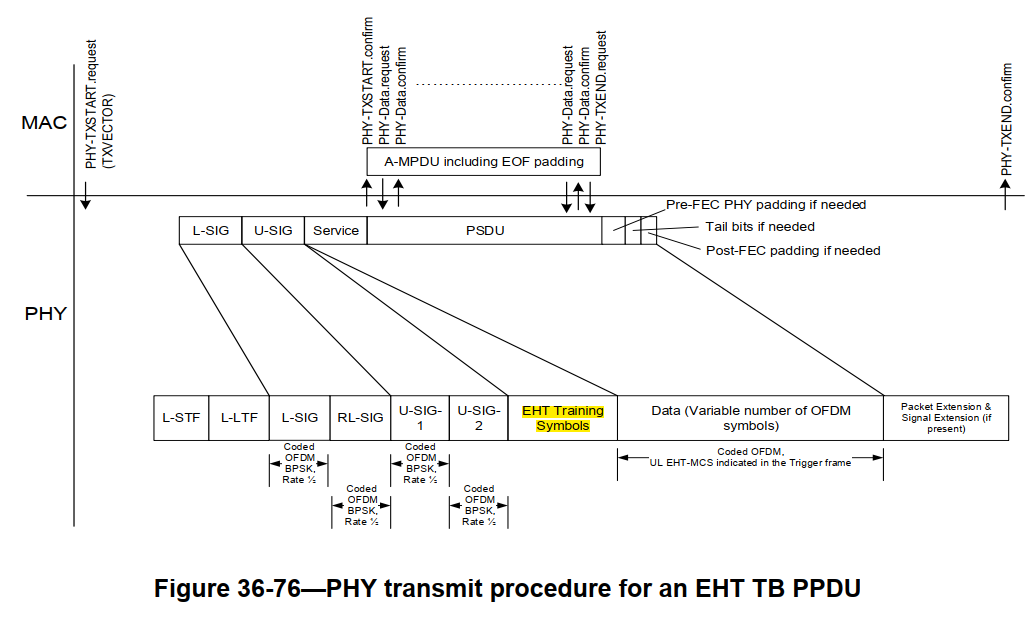 PHY-TXSTART.request
(TXVECTOR)
PHY-TXSTART.confirm
PHY-Data.request
PHY-Data.confirm
PHY-Data.request
PHY-Data.confirm
PHY-TXEND.request
PHY-TXEND.confirm
MAC
A-MPDU including EOF padding
Pre-FEC PHY padding if needed
L-SIG
U-SIG
Service
PSDU
Tail bits if needed
Post-FEC padding if needed
PHY
L-STF
L-LTF
L-SIG
RL-SIG
U-SIG-
1
U-SIG-
2
EHT Training
Symbols
Data (Variable number of OFDM
symbols)
Packet Extension &
Signal Extension (if
present)
Coded
OFDM
BPSK,
Rate ½
Coded
OFDM
BPSK,
Rate ½
Coded OFDM,
UL EHT-MCS indicated in the Trigger frame
Coded
OFDM
BPSK,
Rate ½
Coded
OFDM
BPSK,
Rate ½
Figure 36-76—PHY transmit procedure for an EHT TB PPDU